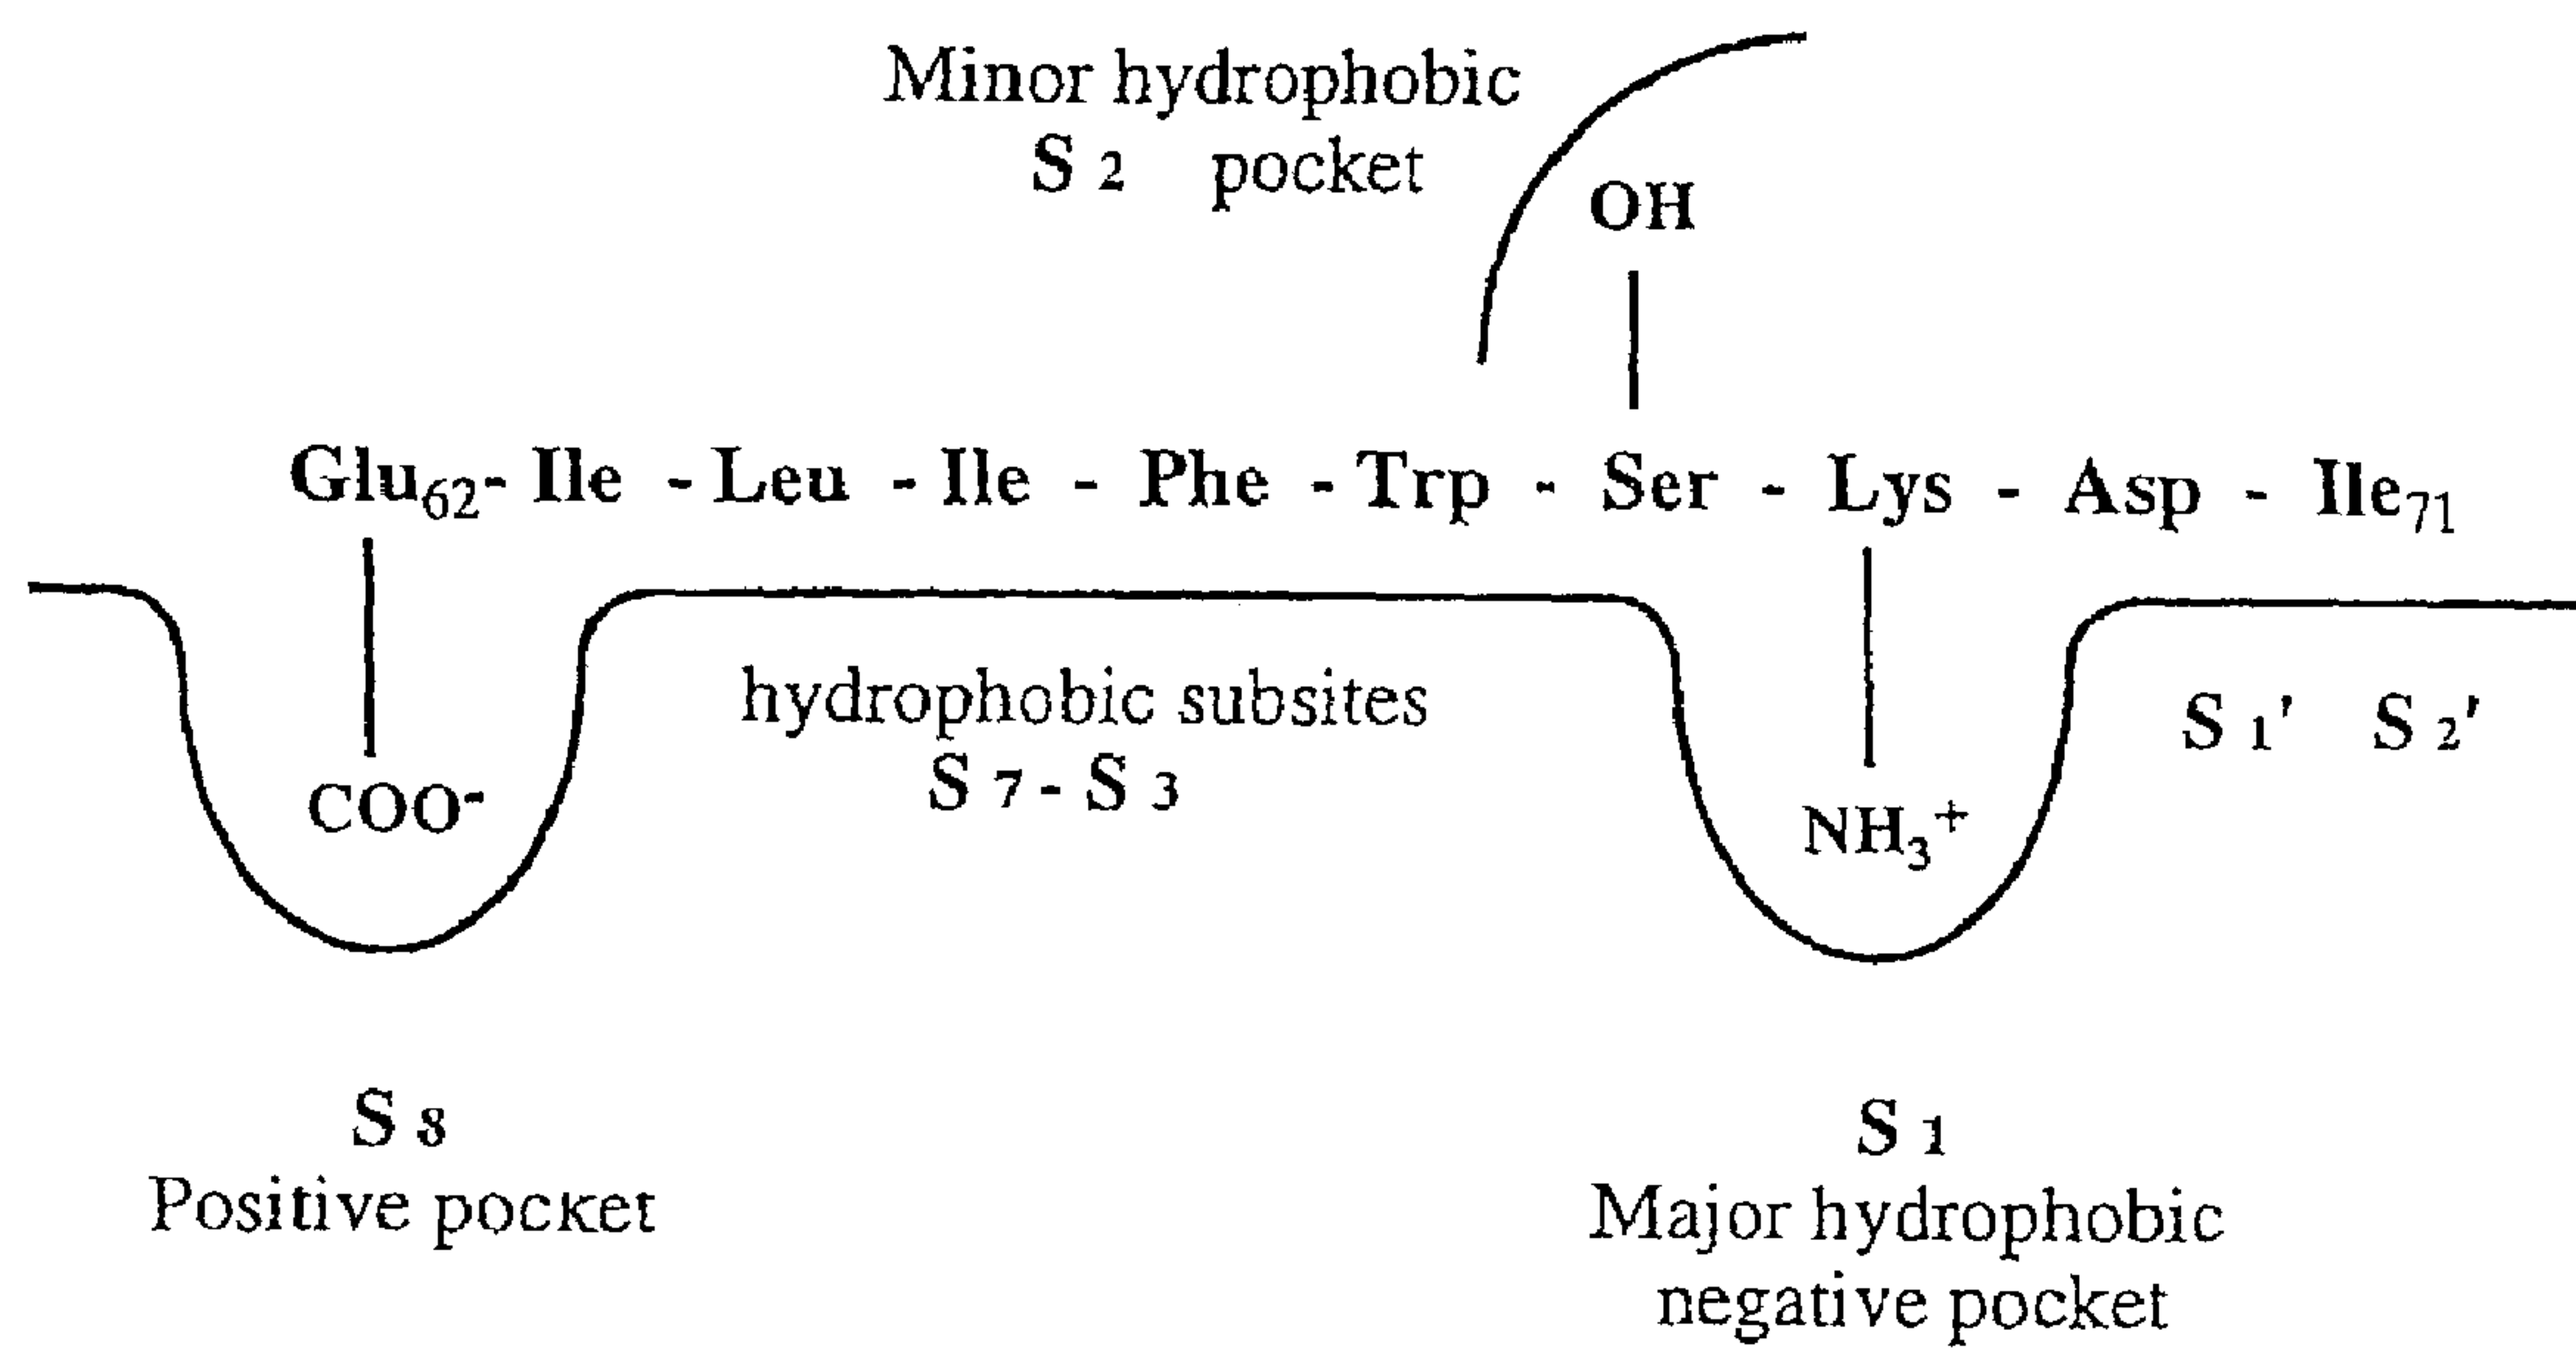 Minor hydrophobic
S 2 pocket
OH
Glu62- Ile - Leu - Ile - Phe - Trp - Ser - Lys - Asp - Ile71
hydrophobic subsites
S 7 - S 3
S 1' S 2'
COO-
NH3+
S 8
Positive pocket
S 1
Major hydrophobic
negative pocket